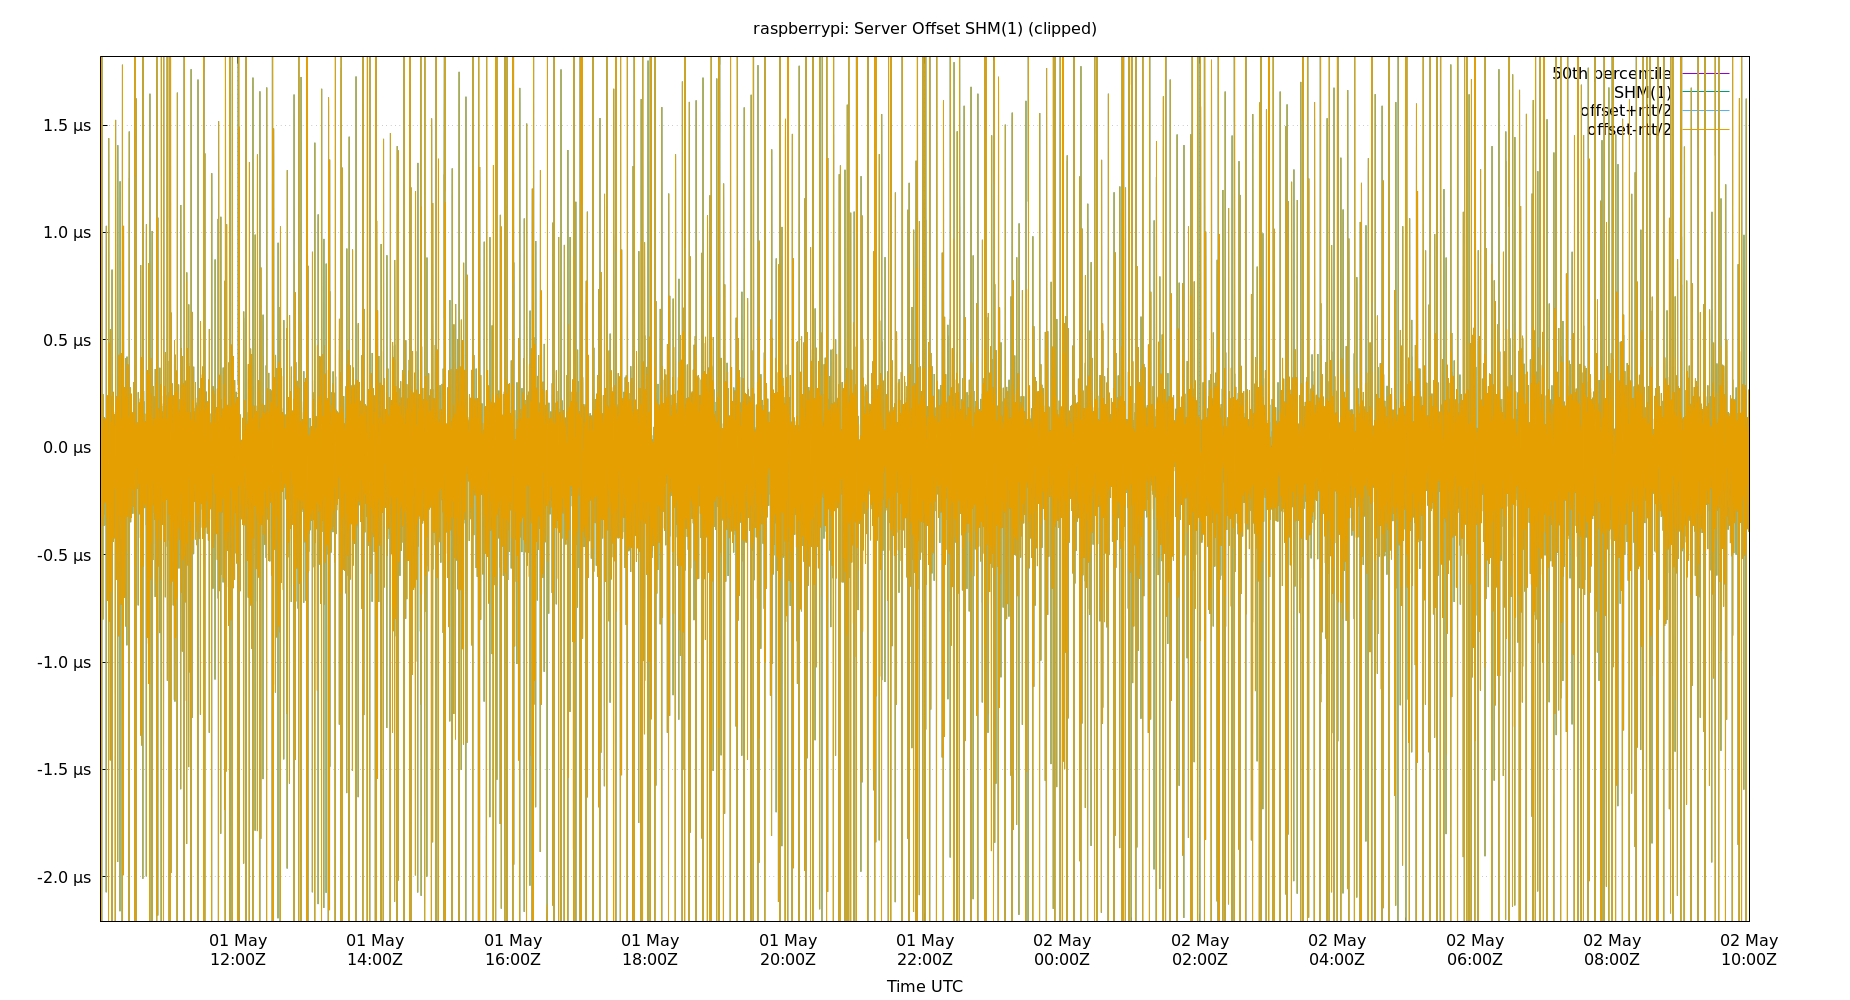 raspberrypi: Server Offset SHM(1) (clipped)
50th percentile
SHM(1)
offset+rtt/2
offset-rtt/2
1.5 µs
1.0 µs
0.5 µs
0.0 µs
-0.5 µs
-1.0 µs
-1.5 µs
-2.0 µs
01 May 01 May 01 May 01 May 01 May 01 May 02 May 02 May 02 May 02 May 02 May 02 May
12:00Z 14:00Z 16:00Z 18:00Z 20:00Z 22:00Z 00:00Z 02:00Z 04:00Z 06:00Z 08:00Z 10:00Z
Time UTC